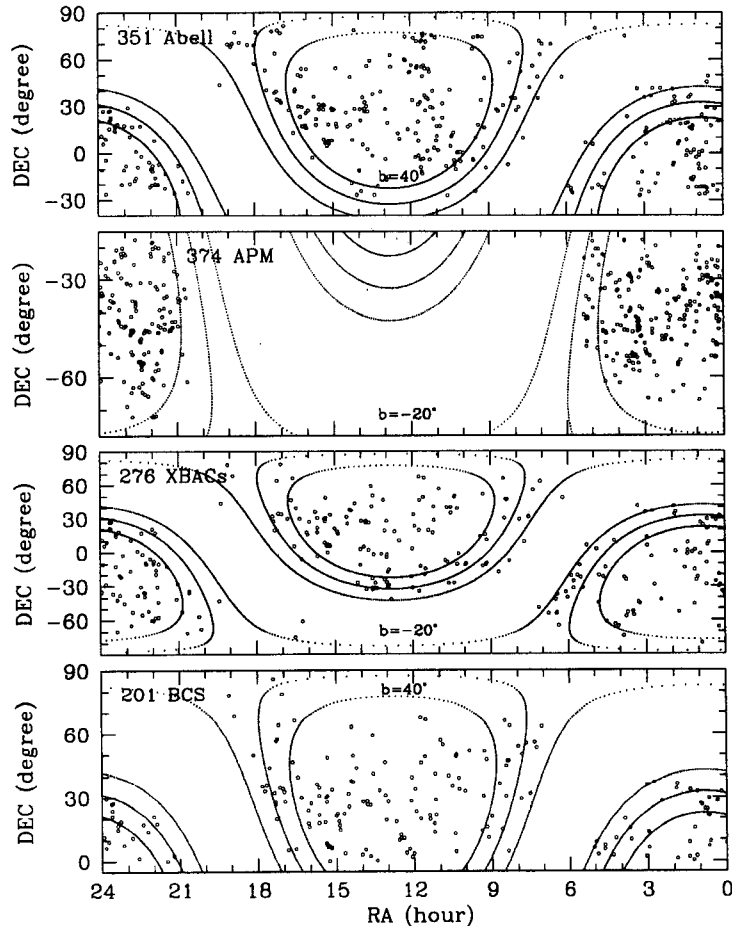 90
351 Abell
60
30
0
-30
DEC (degree)
b=40°
374 APM
-30
-60
DEC (degree)
b=-20°
90
276 XBACs
60
30
0
-30
-60
DEC (degree)
b=-20°
90
201 BCS
b=40°
60
30
0
DEC (degree)
24 21 18 15 12 9 6 3 0
RA (hour)